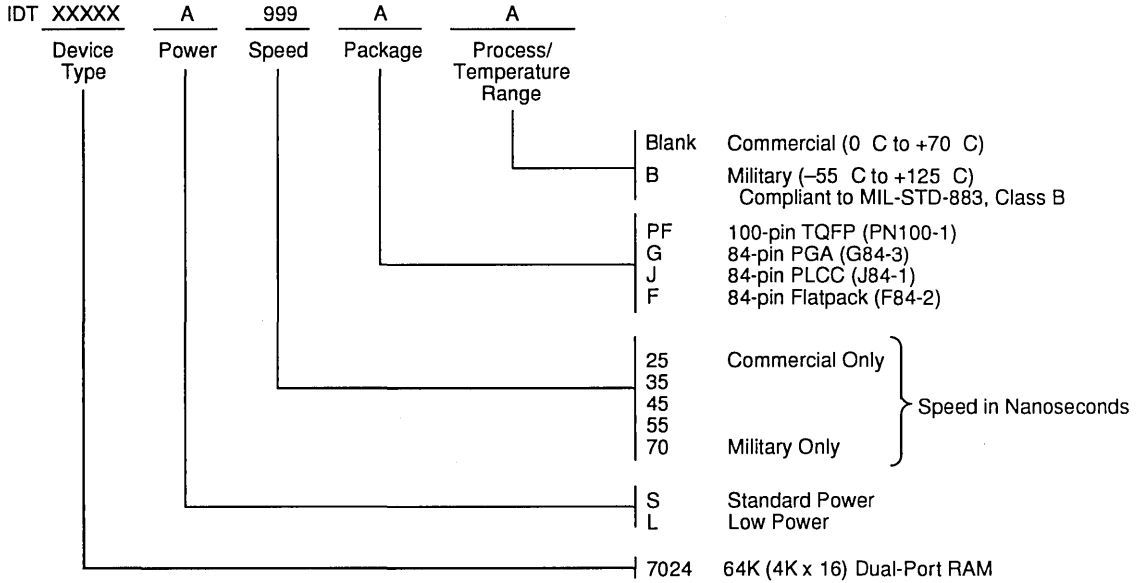 IDT XXXXX A 999 A A
Device Type Power Speed Package Process/ Temperature Range
Blank Commercial (0 C to +70 C)
B Military (–55 C to +125 C)
Compliant to MIL-STD-883, Class B
PF 100-pin TQFP (PN100-1)
G 84-pin PGA (G84-3)
J 84-pin PLCC (J84-1)
F 84-pin Flatpack (F84-2)
25 Commercial Only
35
45
55
70 Military Only
Speed in Nanoseconds
S Standard Power
L Low Power
7024 64K (4K x 16) Dual-Port RAM